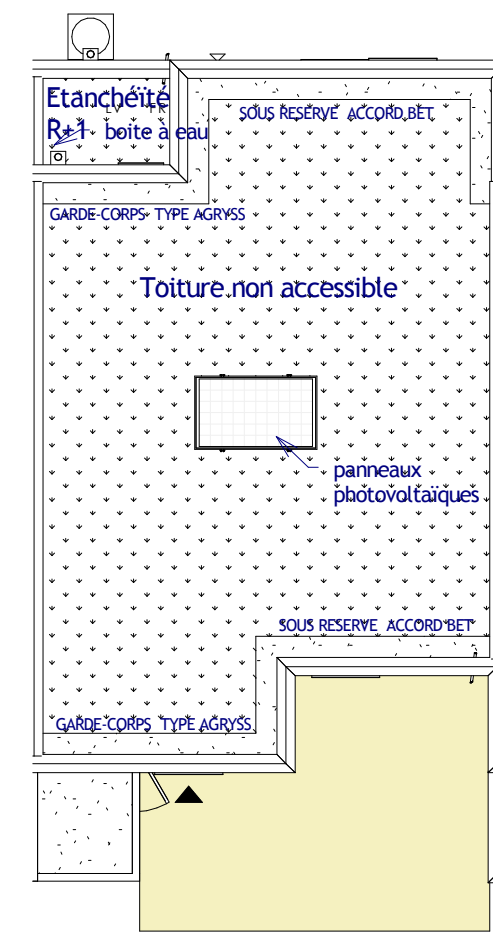 Etanchéité
R+1 boite à eau
SOUS RESERVE ACCORD BET
GARDE-CORPS TYPE AGRYSS
Toiture non accessible
panneaux
photovoltaïques
SOUS RESERVE ACCORD BET
GARDE-CORPS TYPE AGRYSS